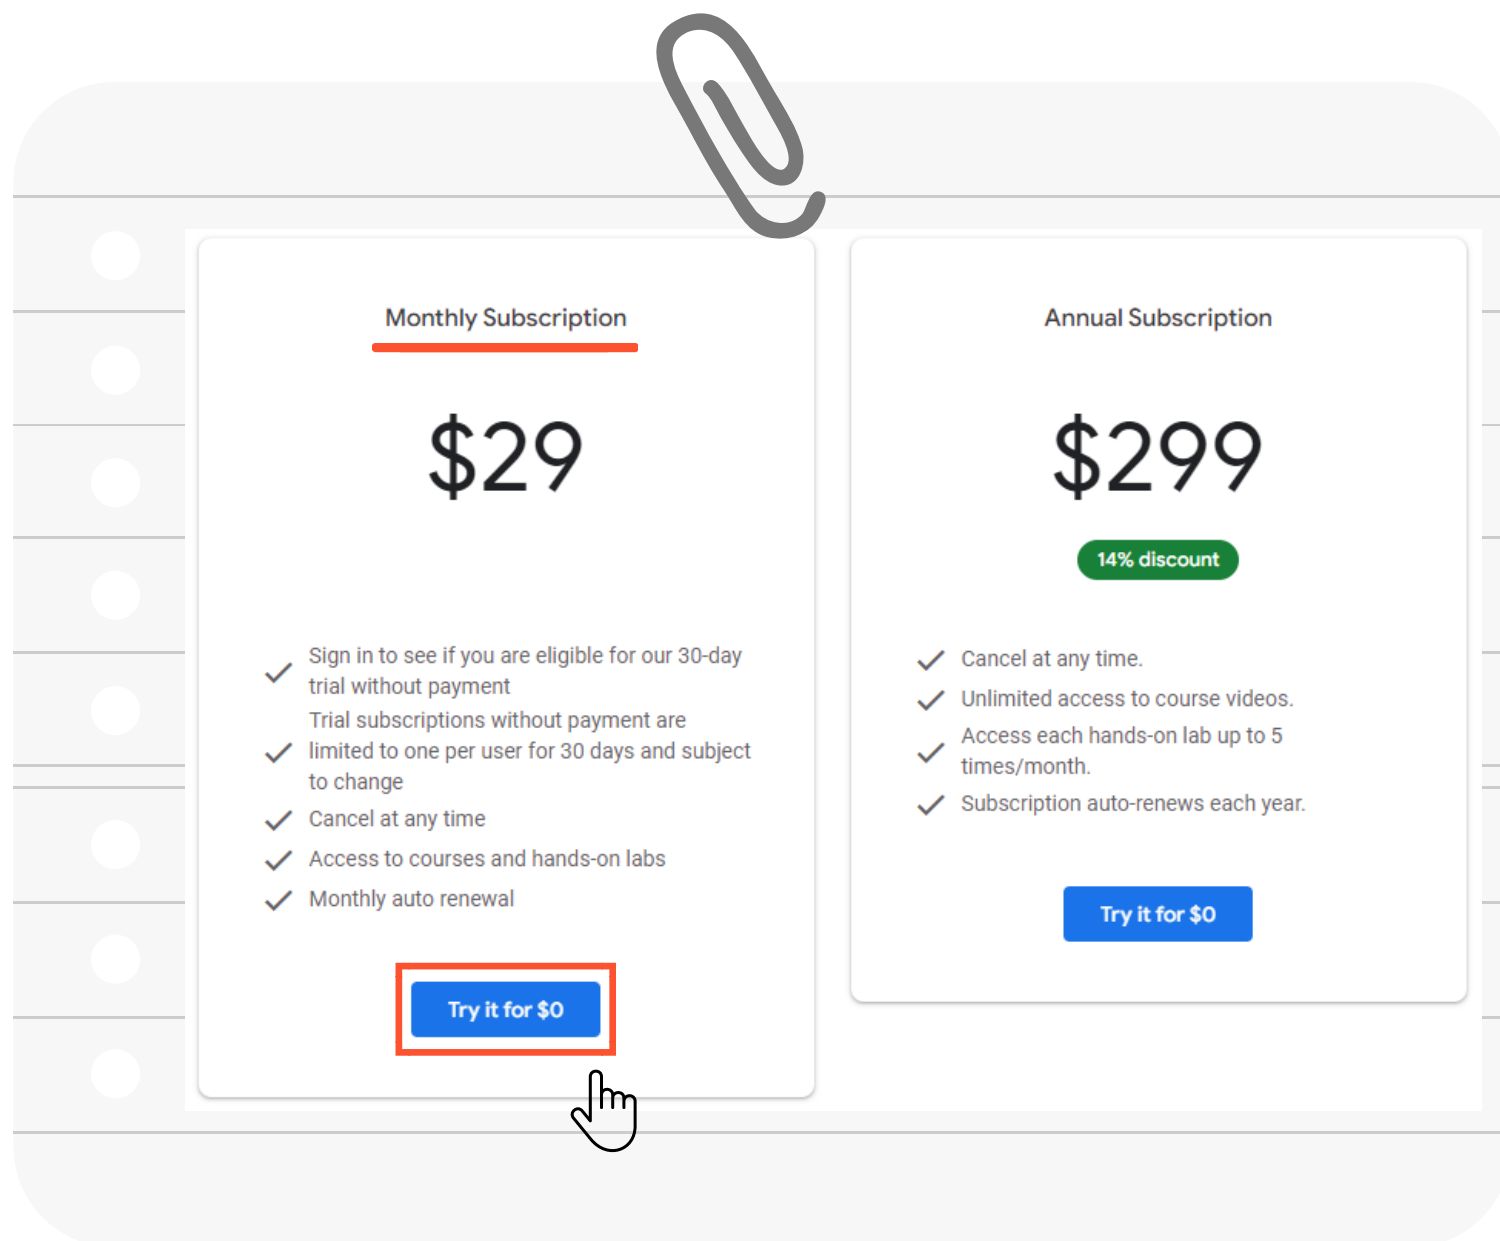 Monthly Subscription
$29
Sign in to see if you are eligible for our 30-day
trial without payment
Trial subscriptions without payment are
limited to one per user for 30 days and subject
to change
Cancel at any time
Access to courses and hands-on labs
Monthly auto renewal
Try it for $0
Annual Subscription
$299
14% discount
Cancel at any time.
Unlimited access to course videos.
Access each hands-on lab up to 5
times/month.
Subscription auto-renews each year.
Try it for $0